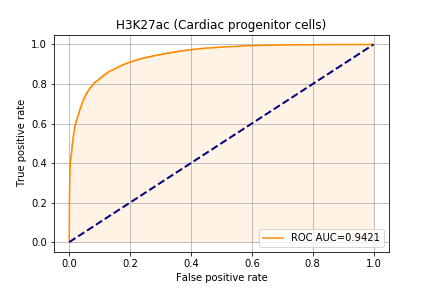 H3K27ac (Cardiac progenitor cells)
True positive rate
1.0
0.8
0.6
0.4
0.2
0.0
ROC AUC=0.9421
0.0 0.2 0.4 0.6 0.8 1.0
False positive rate